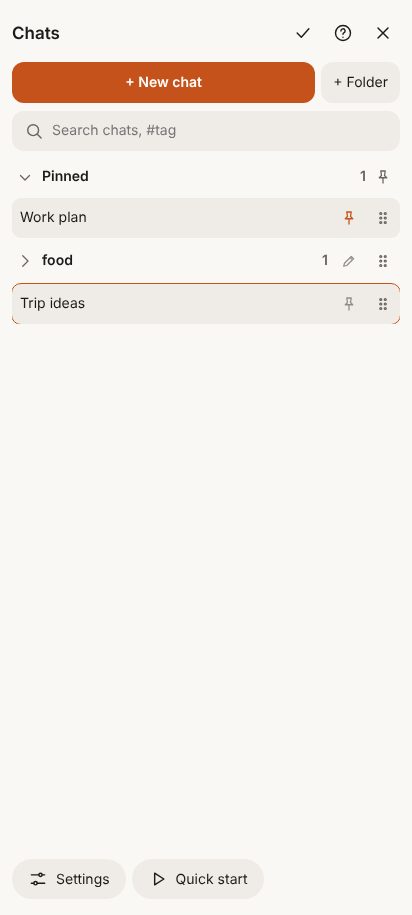 Chats
+ New chat
+ Folder
Search chats, #tag
Pinned 1
Work plan
food 1
Trip ideas
Settings
Quick start